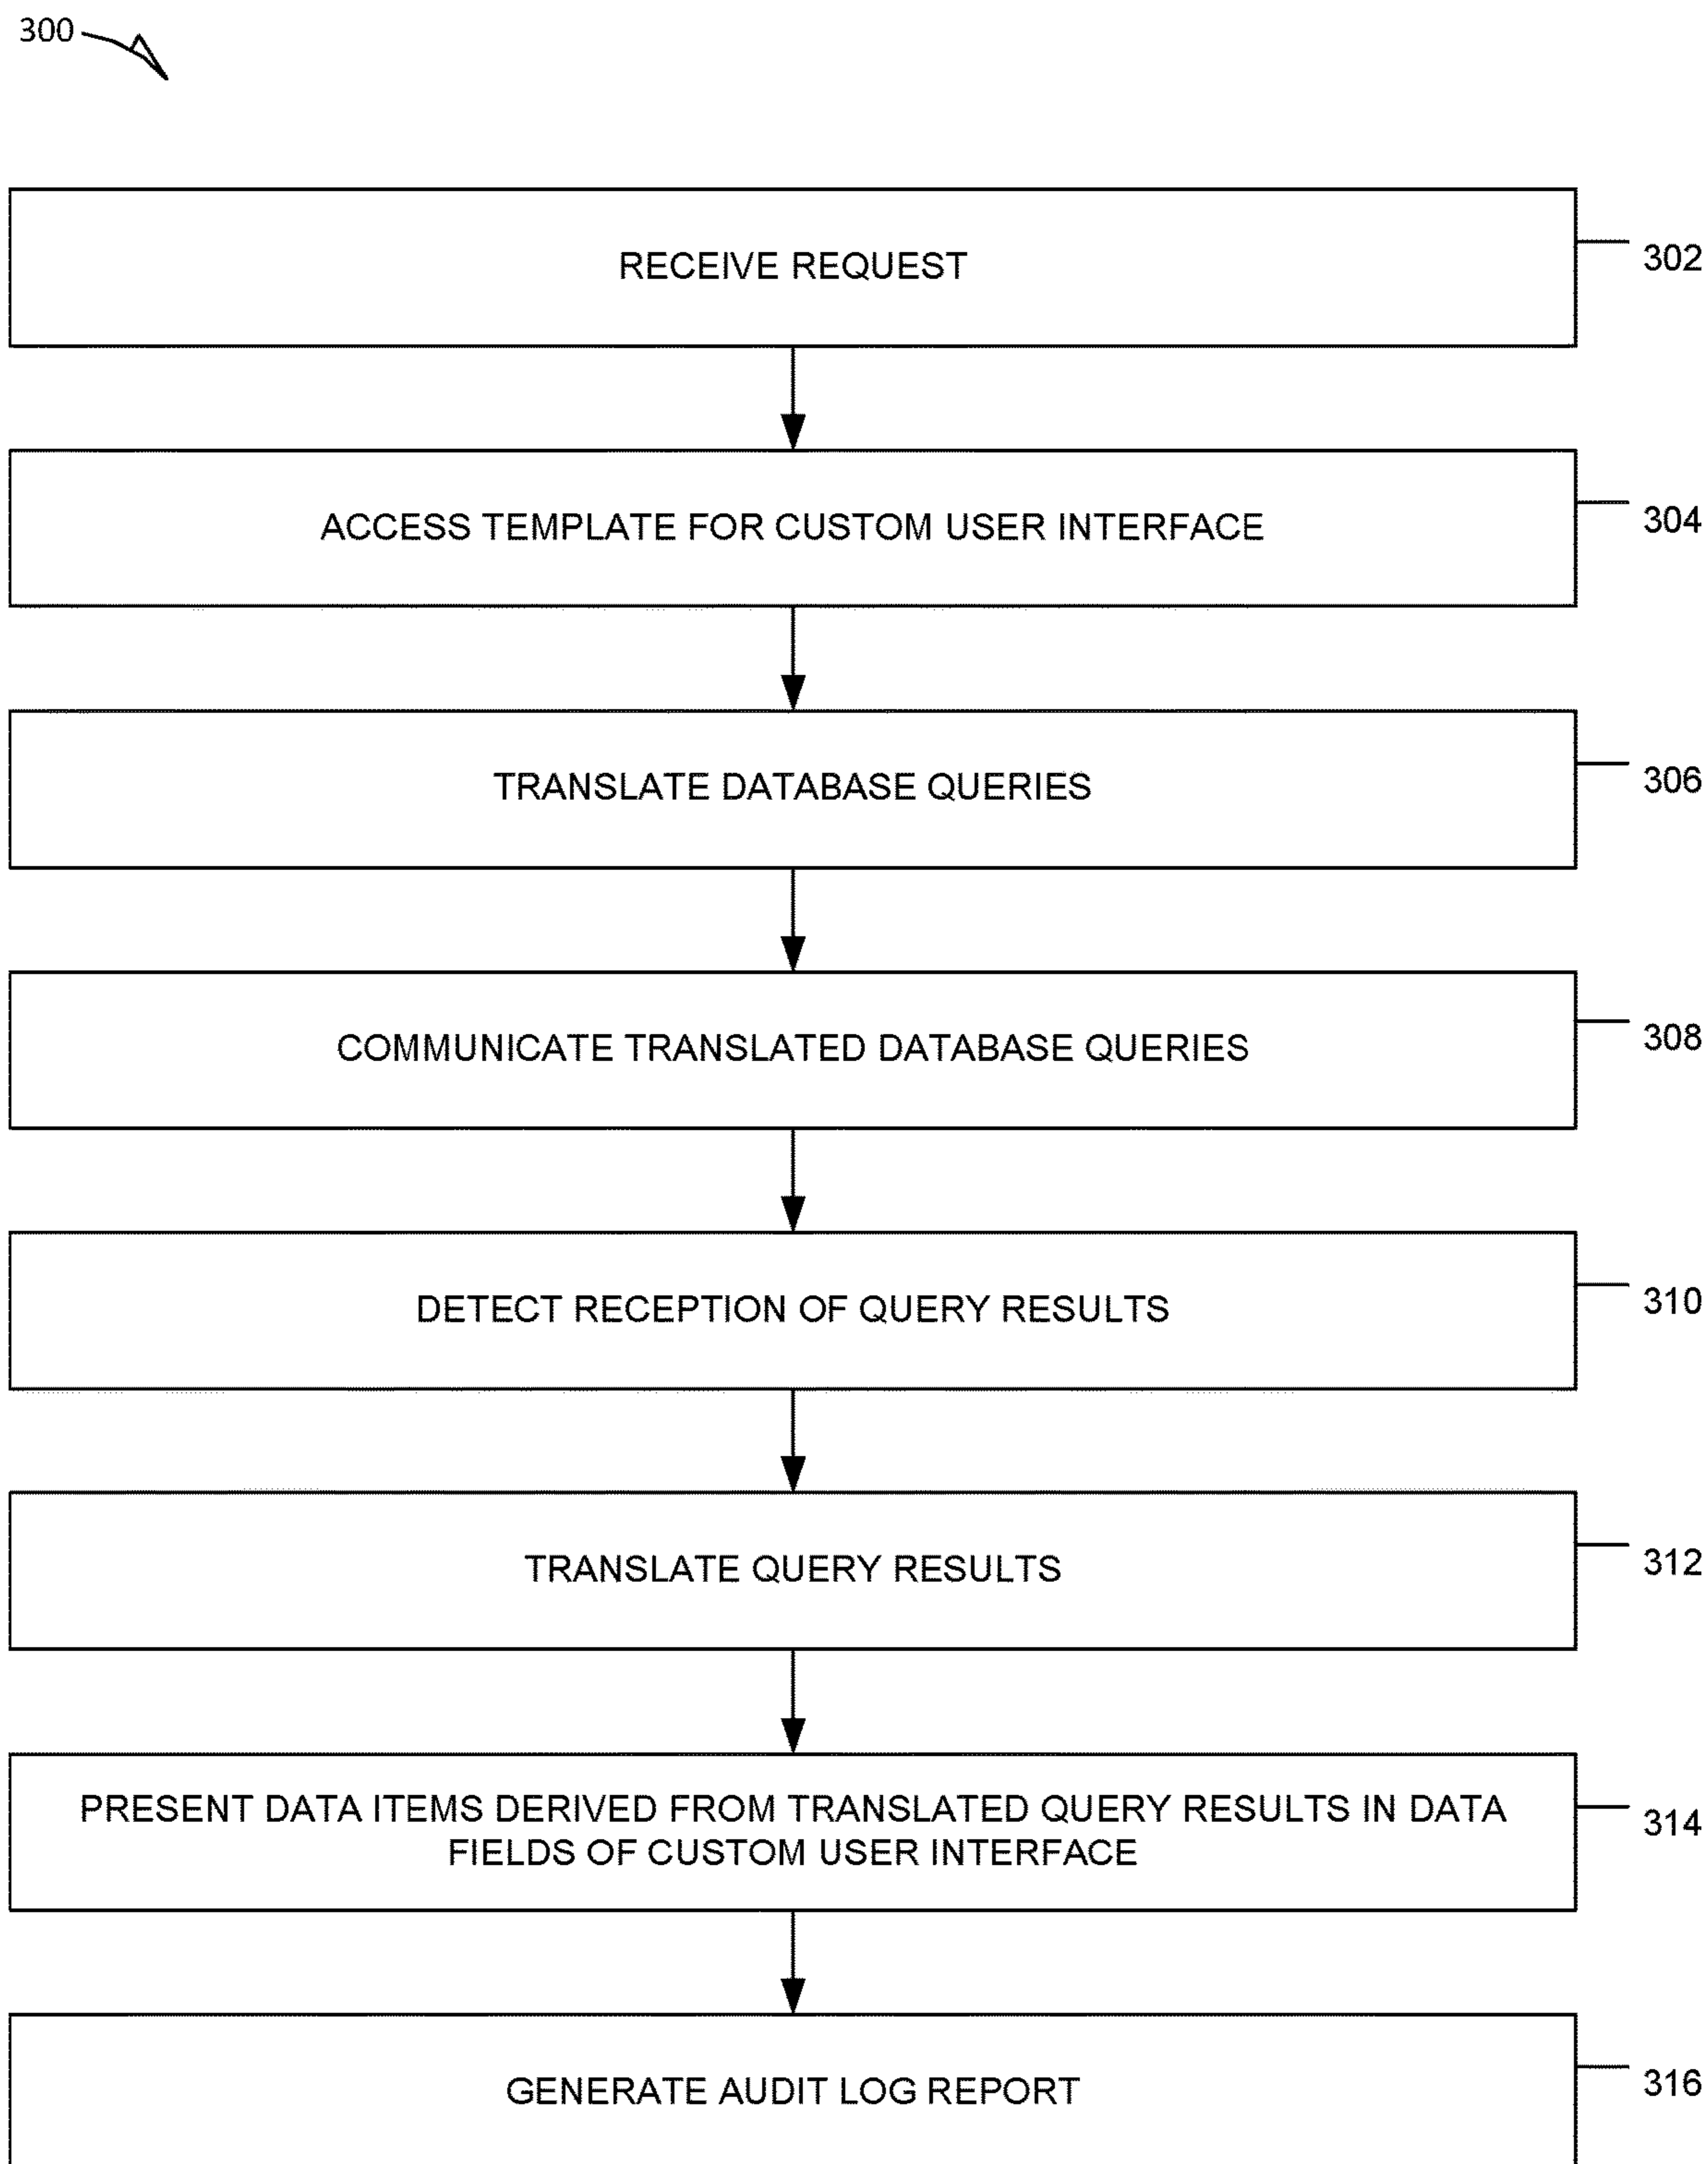 300
RECEIVE REQUEST
302
ACCESS TEMPLATE FOR CUSTOM USER INTERFACE
304
TRANSLATE DATABASE QUERIES
306
COMMUNICATE TRANSLATED DATABASE QUERIES
308
DETECT RECEPTION OF QUERY RESULTS
310
TRANSLATE QUERY RESULTS
312
PRESENT DATA ITEMS DERIVED FROM TRANSLATED QUERY RESULTS IN DATA
FIELDS OF CUSTOM USER INTERFACE
314
GENERATE AUDIT LOG REPORT
316